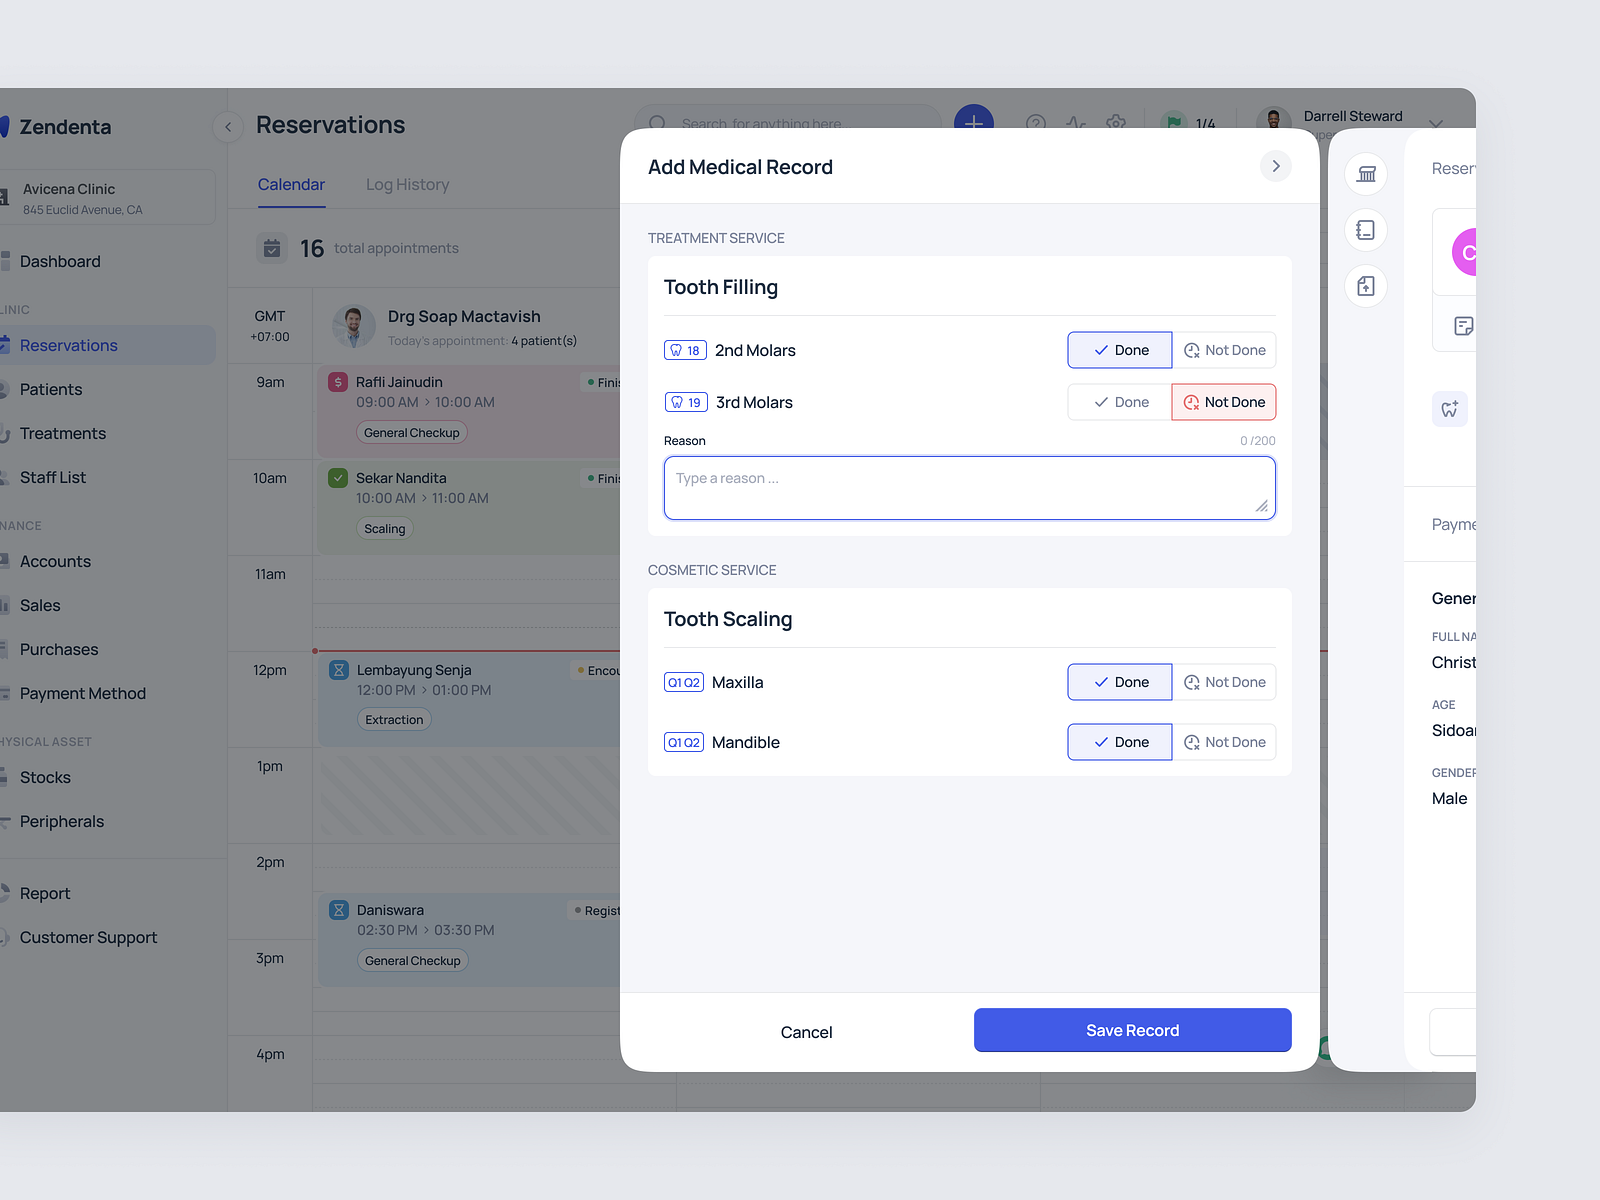 Zendenta
Avicena Clinic
845 Euclid Avenue, CA
Dashboard
LINIC
Reservations
Patients
Treatments
Staff List
NANCE
Accounts
Sales
Purchases
Payment Method
HYSICAL ASSET
Stocks
Peripherals
Report
Customer Support
Reservations
Search for anything here
1/4
Darrell Steward
Calendar
Log History
16 total appointments
GMT
+07:00
Drg Soap Mactavish
Today's appointment: 4 patient(s)
9am
Rafli Jainudin
Finis
09:00 AM > 10:00 AM
General Checkup
10am
Sekar Nandita
Finis
10:00 AM > 11:00 AM
Scaling
11am
12pm
Lembayung Senja
Encou
12:00 PM > 01:00 PM
Extraction
1pm
2pm
Daniswara
Regist
02:30 PM > 03:30 PM
General Checkup
3pm
4pm
Add Medical Record
TREATMENT SERVICE
Tooth Filling
18 2nd Molars
Done
Not Done
19 3rd Molars
Done
Not Done
Reason
0 /200
Type a reason ...
COSMETIC SERVICE
Tooth Scaling
Q1 Q2 Maxilla
Done
Not Done
Q1 Q2 Mandible
Done
Not Done
Cancel
Save Record
Reser
C
Payme
Gener
FULL NA
Christ
AGE
Sidoar
GENDER
Male